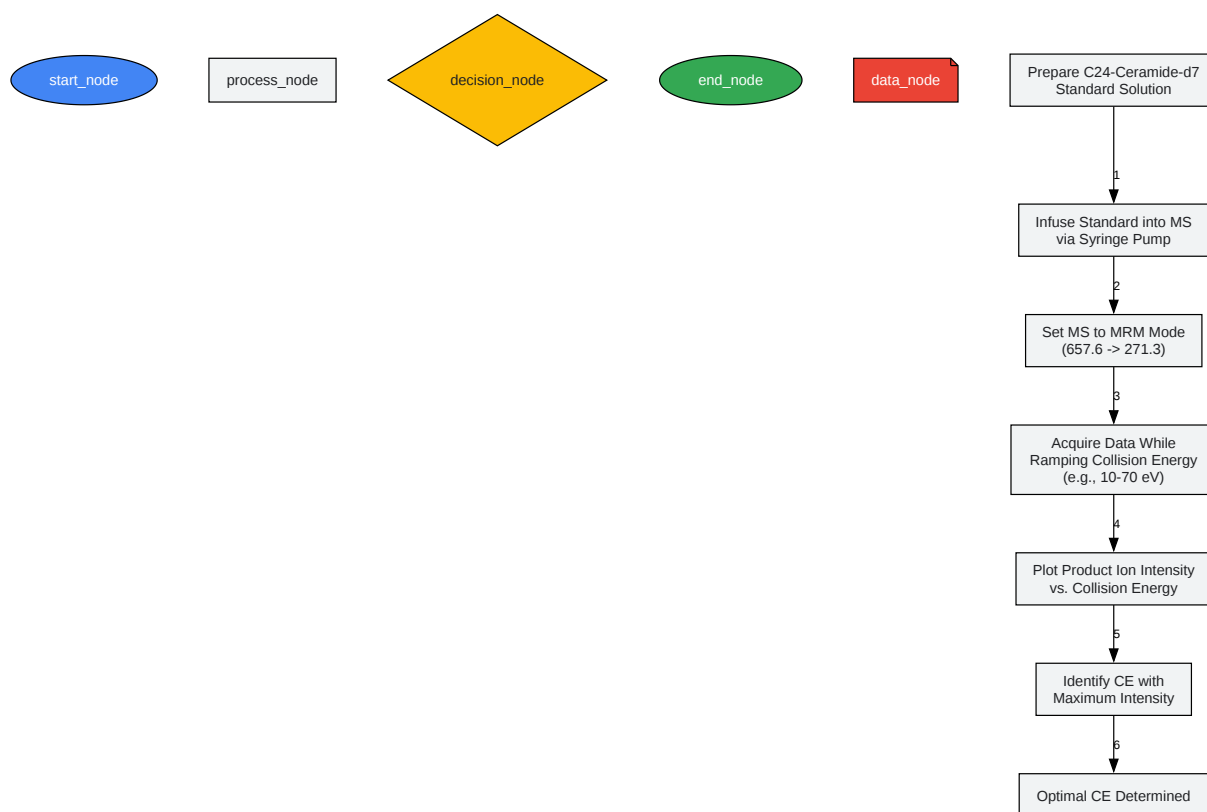 start_node
process_node
decision_node
end_node
data_node
Prepare C24-Ceramide-d7
Standard Solution
1
Infuse Standard into MS
via Syringe Pump
2
Set MS to MRM Mode
(657.6 -> 271.3)
3
Acquire Data While
Ramping Collision Energy
(e.g., 10-70 eV)
4
Plot Product Ion Intensity
vs. Collision Energy
5
Identify CE with
Maximum Intensity
6
Optimal CE Determined